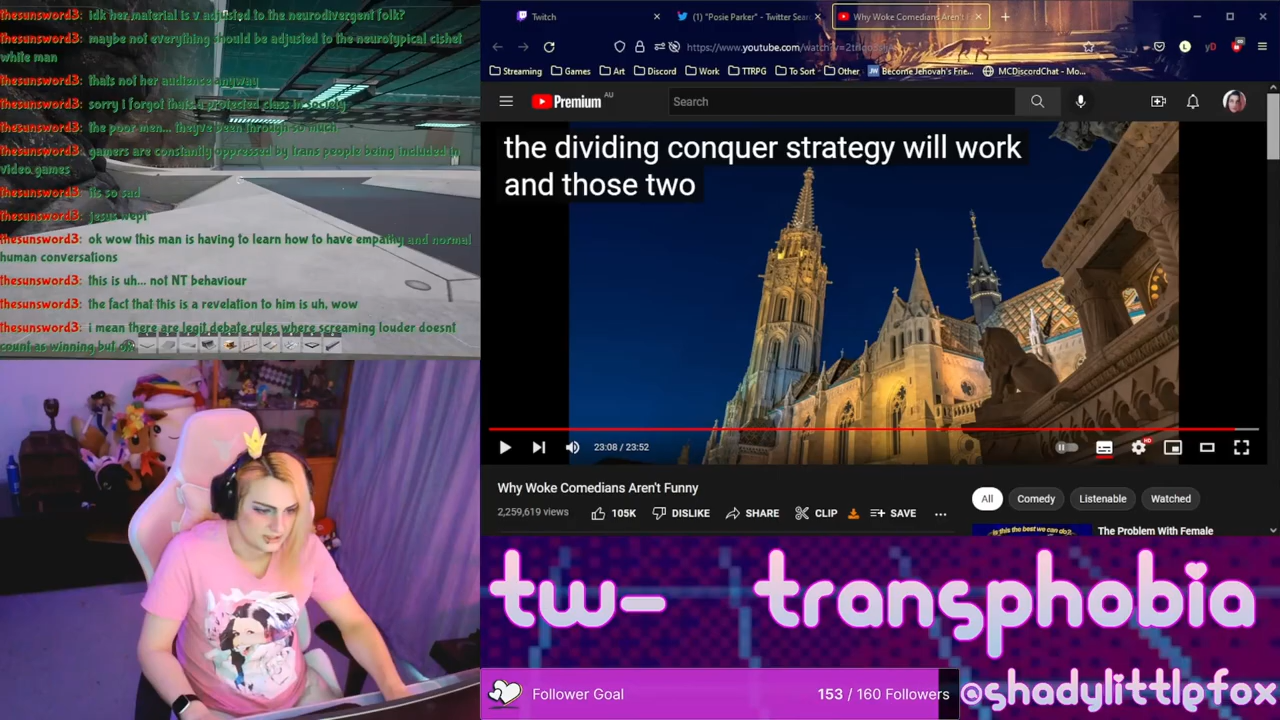 thesunsword3: idk her material is v adjusted to the neurodivergent folk?
thesunsword3: maybe not everything should be adjusted to the neurotypical cishet
white man
thesunsword3: thats not her audience anyway
thesunsword3: sorry i forgot thats a protected class in society
thesunsword3: the poor men... theyve been through so much
thesunsword3: gamers are constantly oppressed by trans people being included in
video games
thesunsword3: its so sad
thesunsword3: jesus wept
thesunsword3: ok wow this man is having to learn how to have empathy and normal
human conversations
thesunsword3: this is uh... not NT behaviour
thesunsword3: the fact that this is a revelation to him is uh, wow
thesunsword3: i mean there are legit debate rules where screaming louder doesnt
count as winning but ok
Twitch
(1) "Posie Parker" - Twitter Sear
Why Woke Comedians Aren't F
https://www.youtube.com/watch
Streaming
Games
Art
Discord
Work
TTRPG
To Sort
Other
Become Jehovah's Frie...
MCDiscordChat - Mo...
Premium AU
Search
the dividing conquer strategy will work
and those two
23:08 / 23:52
HD
Why Woke Comedians Aren't Funny
2,259,619 views
105K
DISLIKE
SHARE
CLIP
SAVE
All
Comedy
Listenable
Watched
is this the best we can do?
The Problem With Female
tw- transphobia
Follower Goal
153 / 160 Followers
@shadylittlefox